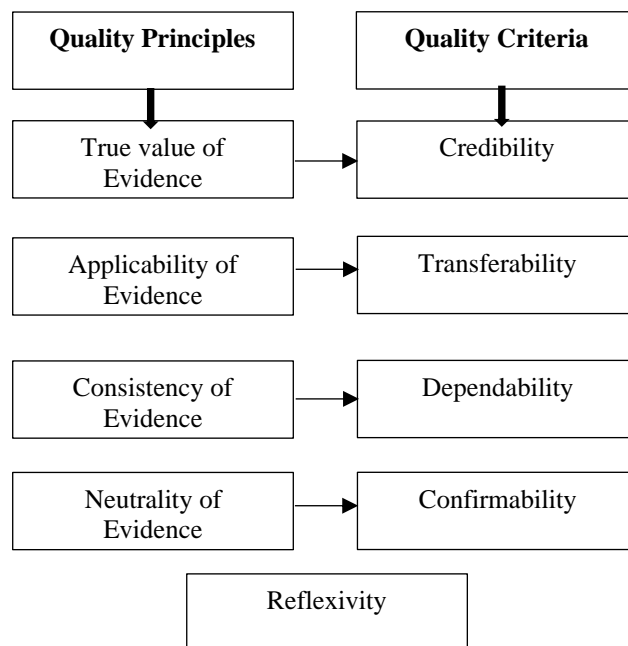 Quality Principles
Quality Criteria
True value of
Evidence
Credibility
Applicability of
Evidence
Transferability
Consistency of
Evidence
Dependability
Neutrality of
Evidence
Confirmability
Reflexivity